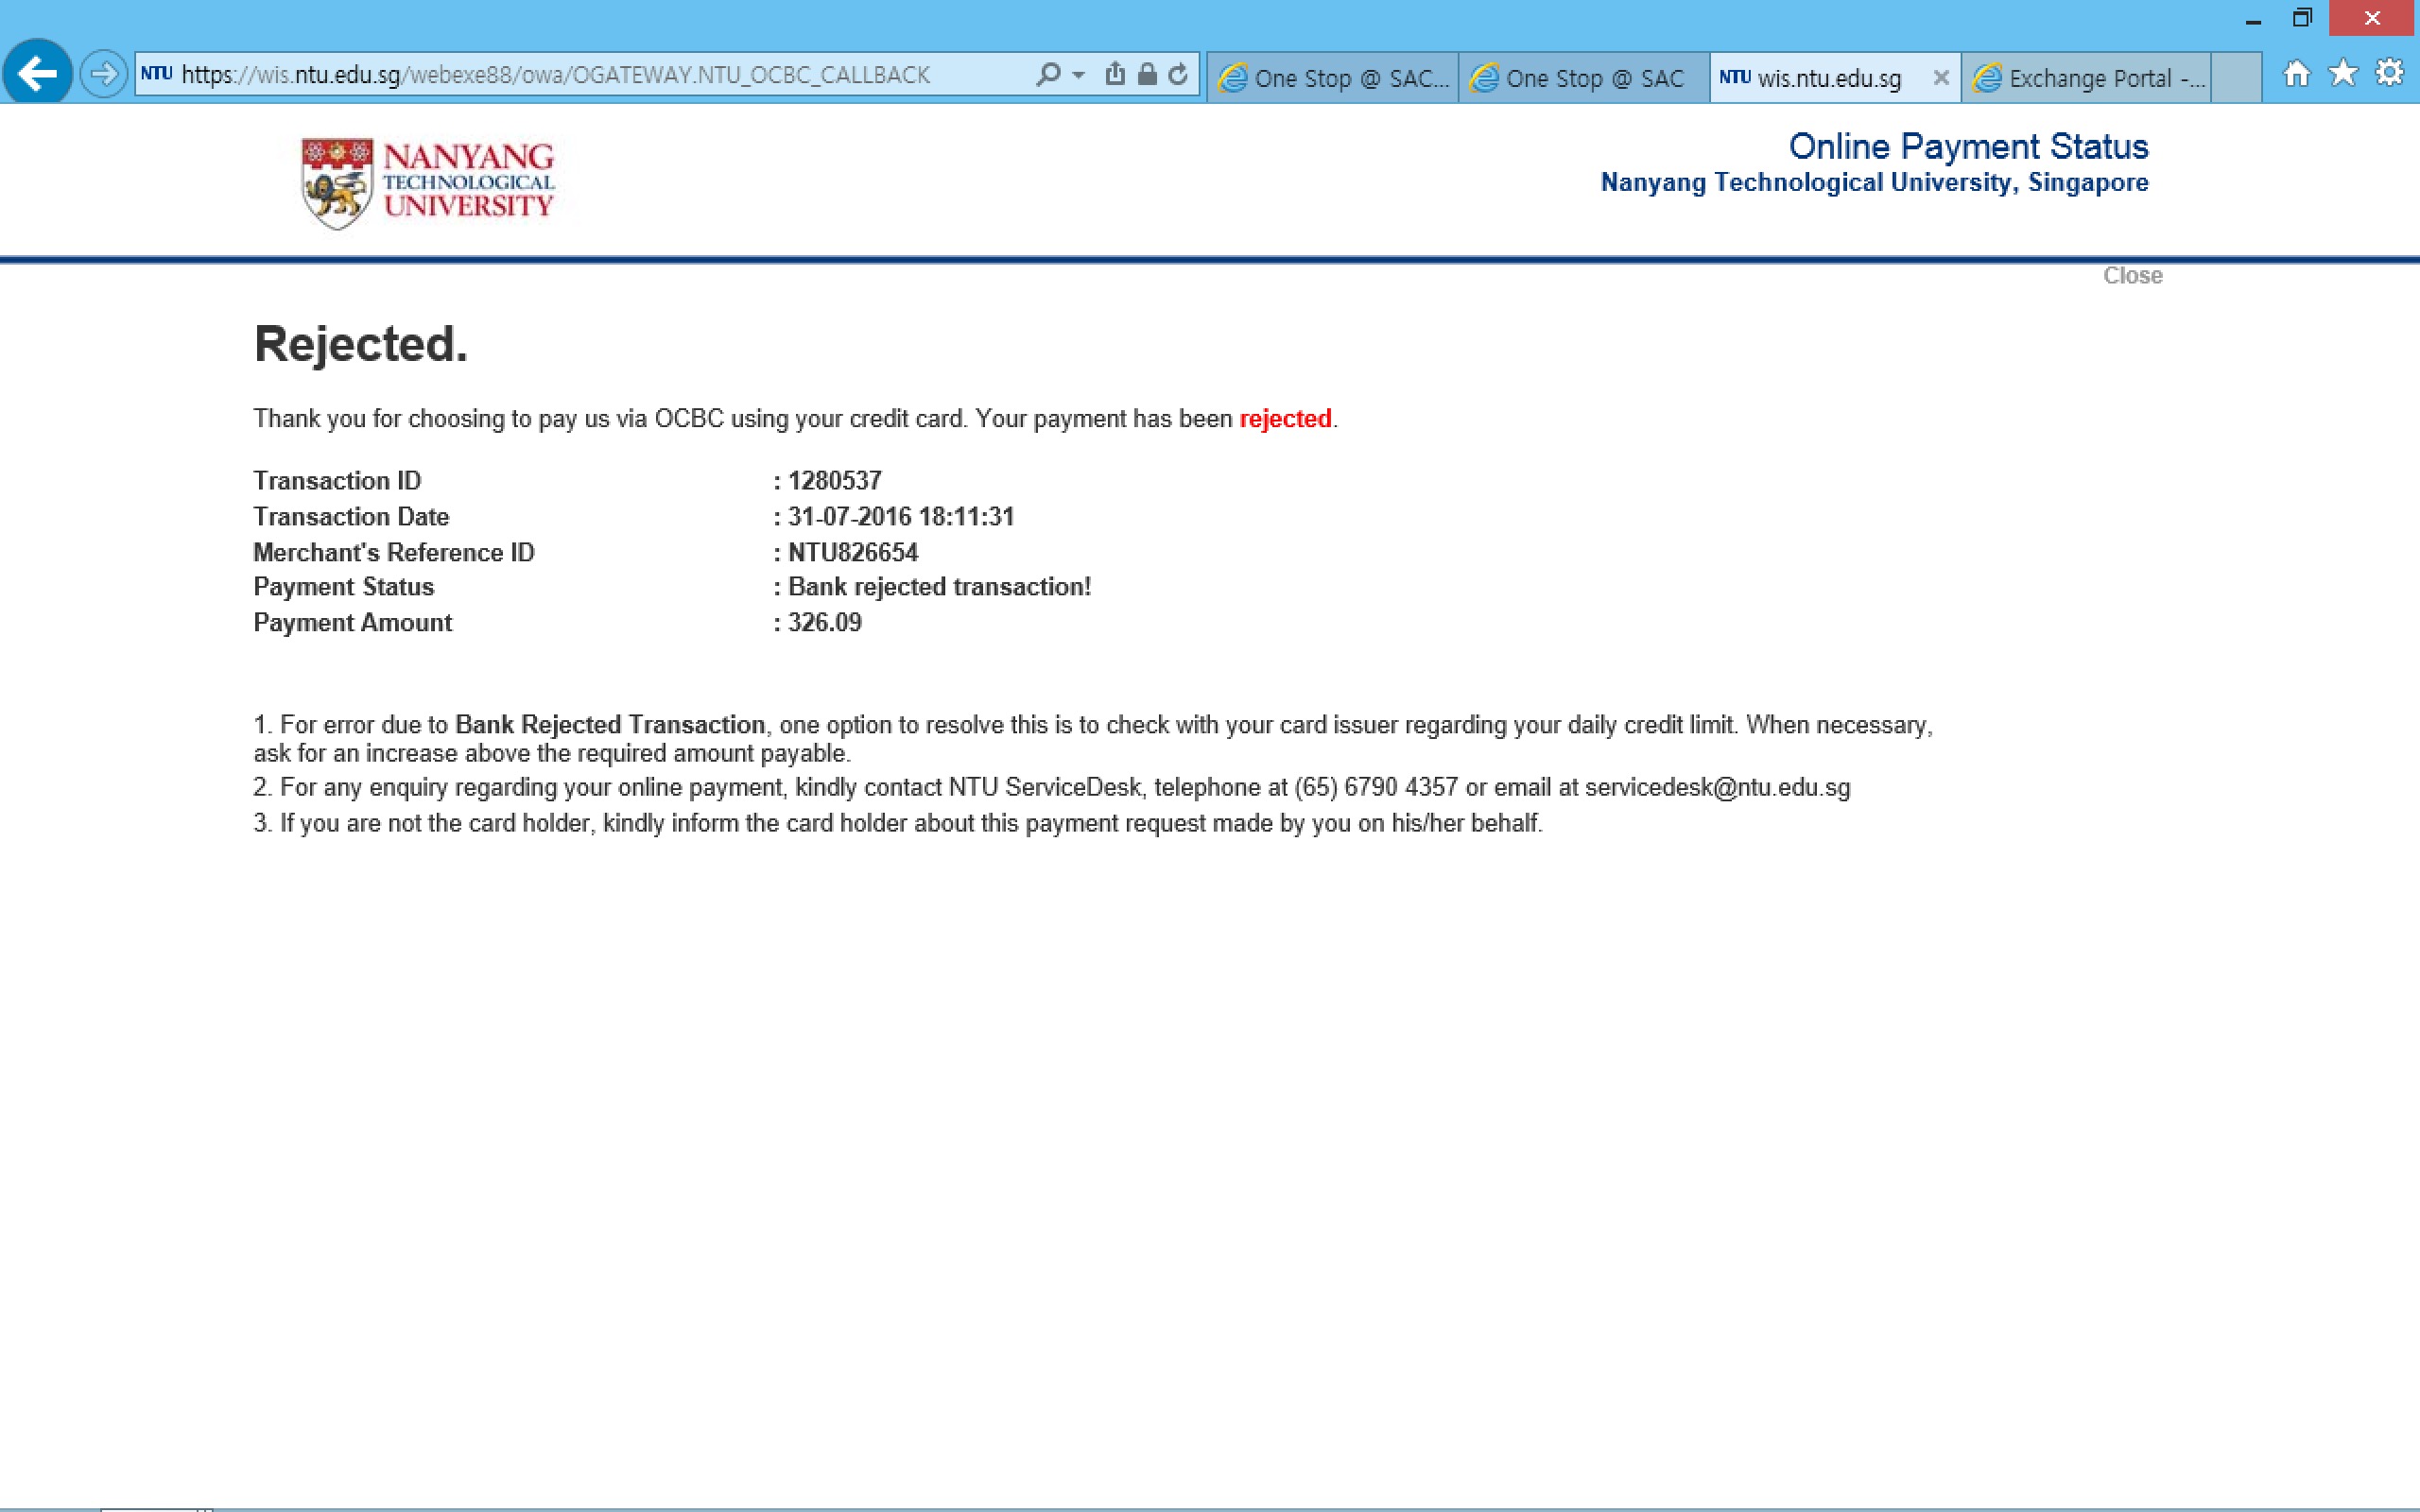 NTU https://wis.ntu.edu.sg/webexe88/owa/OGATEWAY.NTU_OCBC_CALLBACK
One Stop @ SAC...
One Stop @ SAC
NTU wis.ntu.edu.sg
Exchange Portal -...
NANYANG
TECHNOLOGICAL
UNIVERSITY
Online Payment Status
Nanyang Technological University, Singapore
Close
Rejected.
Thank you for choosing to pay us via OCBC using your credit card. Your payment has been rejected.
Transaction ID : 1280537
Transaction Date : 31-07-2016 18:11:31
Merchant's Reference ID : NTU826654
Payment Status : Bank rejected transaction!
Payment Amount : 326.09
1. For error due to Bank Rejected Transaction, one option to resolve this is to check with your card issuer regarding your daily credit limit. When necessary,
ask for an increase above the required amount payable.
2. For any enquiry regarding your online payment, kindly contact NTU ServiceDesk, telephone at (65) 6790 4357 or email at servicedesk@ntu.edu.sg
3. If you are not the card holder, kindly inform the card holder about this payment request made by you on his/her behalf.